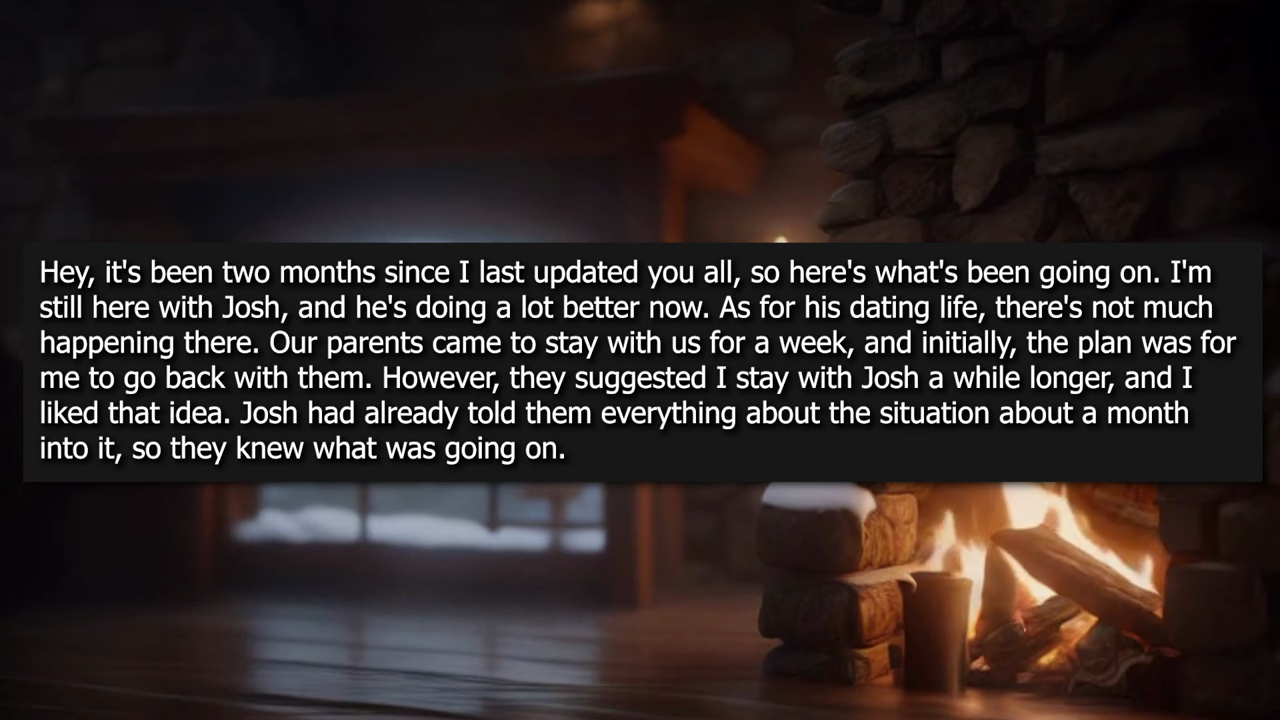 Hey, it's been two months since I last updated you all, so here's what's been going on. I'm
still here with Josh, and he's doing a lot better now. As for his dating life, there's not much
happening there. Our parents came to stay with us for a week, and initially, the plan was for
me to go back with them. However, they suggested I stay with Josh a while longer, and I
liked that idea. Josh had already told them everything about the situation about a month
into it, so they knew what was going on.